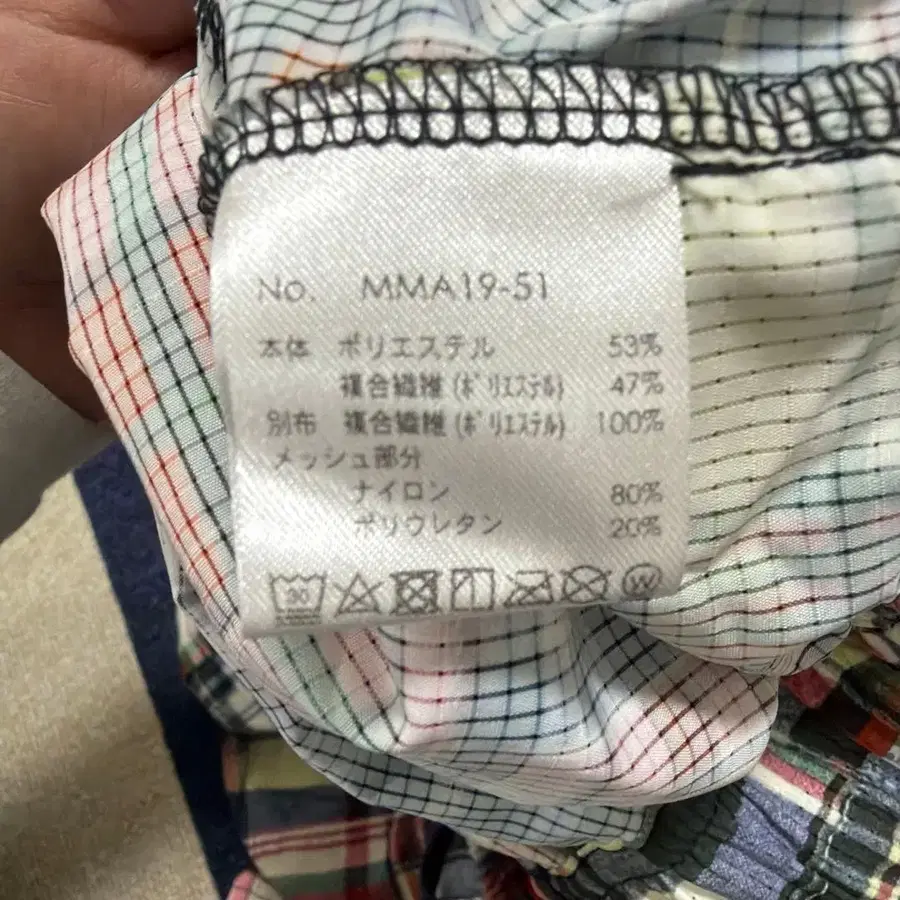 No. MMA19-51
本体 ポリエステル 53%
複合繊維 (ポリエステル) 47%
別布 複合繊維 (ポリエステル) 100%
メッシュ部分
ナイロン 80%
ポリウレタン 20%
30 W